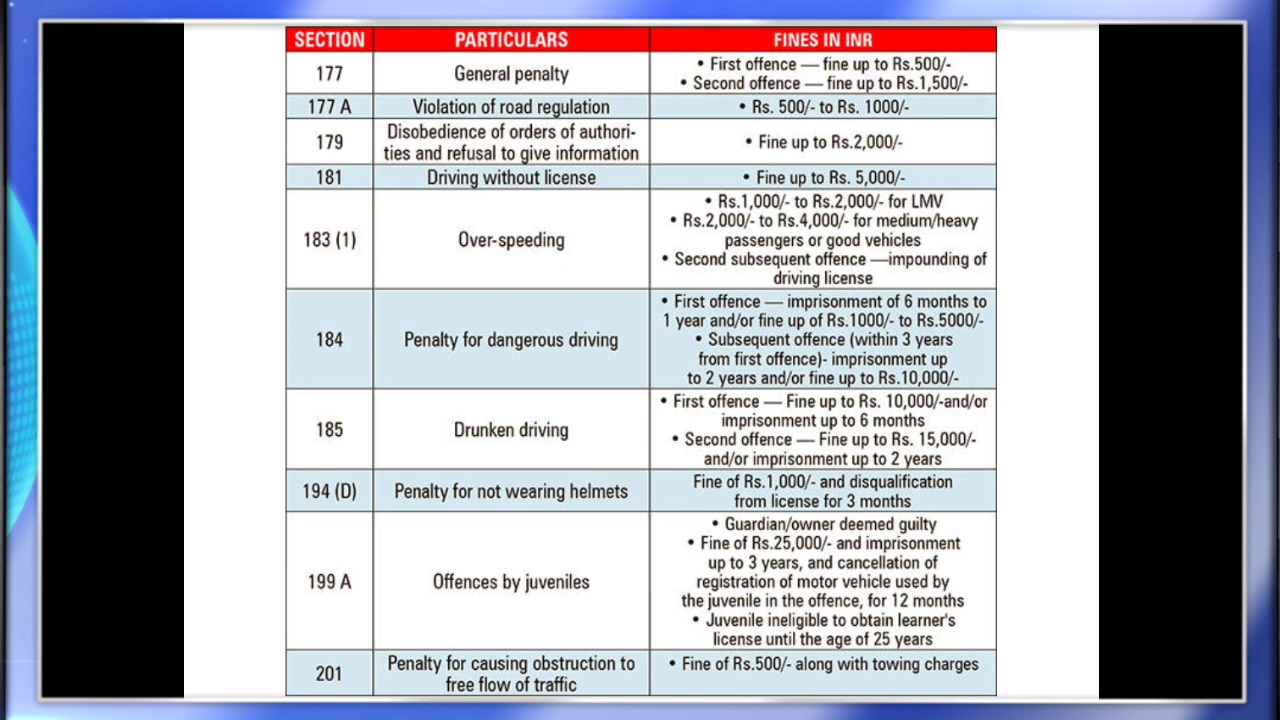 SECTION PARTICULARS FINES IN INR
177 General penalty • First offence — fine up to Rs.500/-
• Second offence — fine up to Rs.1,500/-
177 A Violation of road regulation • Rs. 500/- to Rs. 1000/-
179 Disobedience of orders of authori-
ties and refusal to give information • Fine up to Rs.2,000/-
181 Driving without license • Fine up to Rs. 5,000/-
183 (1) Over-speeding • Rs.1,000/- to Rs.2,000/- for LMV
• Rs.2,000/- to Rs.4,000/- for medium/heavy
passengers or good vehicles
• Second subsequent offence —impounding of
driving license
184 Penalty for dangerous driving • First offence — imprisonment of 6 months to
1 year and/or fine up of Rs.1000/- to Rs.5000/-
• Subsequent offence (within 3 years
from first offence)- imprisonment up
to 2 years and/or fine up to Rs.10,000/-
185 Drunken driving • First offence — Fine up to Rs. 10,000/-and/or
imprisonment up to 6 months
• Second offence — Fine up to Rs. 15,000/-
and/or imprisonment up to 2 years
194 (D) Penalty for not wearing helmets Fine of Rs.1,000/- and disqualification
from license for 3 months
199 A Offences by juveniles • Guardian/owner deemed guilty
• Fine of Rs.25,000/- and imprisonment
up to 3 years, and cancellation of
registration of motor vehicle used by
the juvenile in the offence, for 12 months
• Juvenile ineligible to obtain learner's
license until the age of 25 years
201 Penalty for causing obstruction to
free flow of traffic • Fine of Rs.500/- along with towing charges